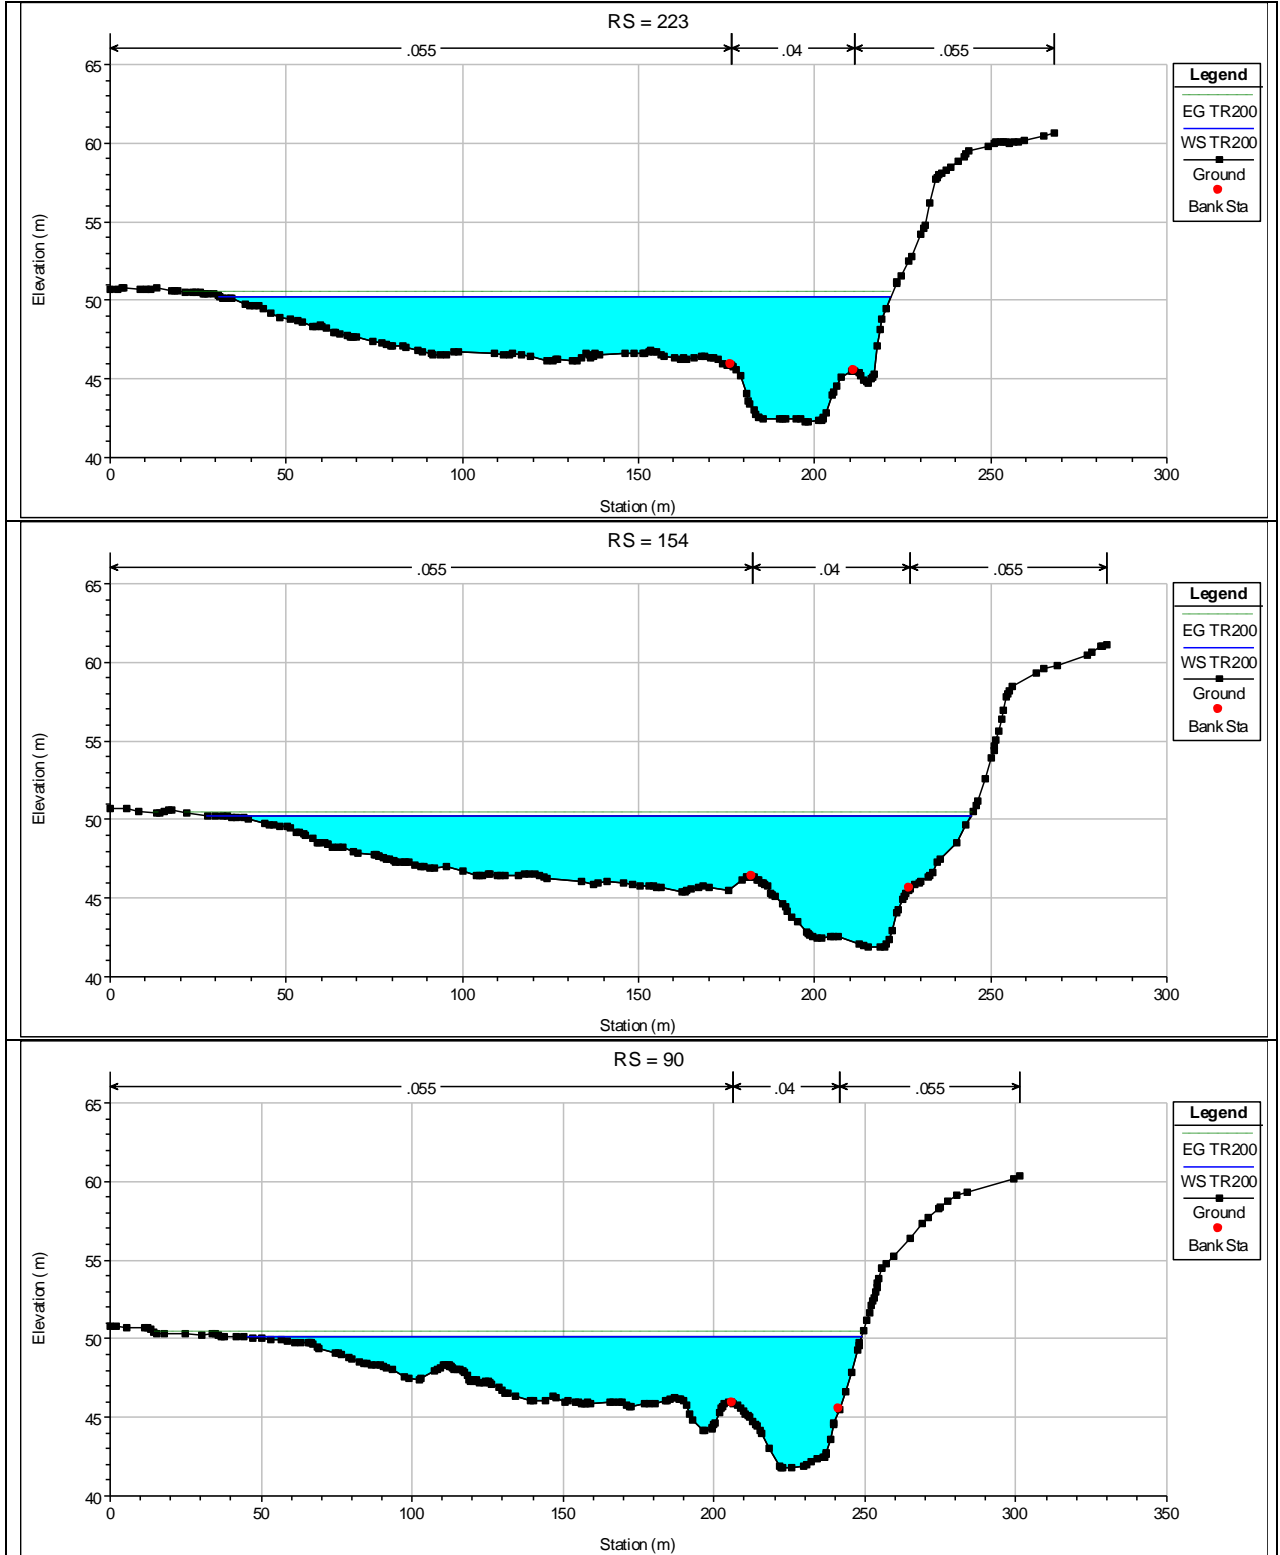 RS = 223
.055 .04 .055
65
60
55
50
45
40
0 50 100 150 200 250 300
Elevation (m)
Station (m)
Legend
EG TR200
WS TR200
Ground
Bank Sta
RS = 154
.055 .04 .055
65
60
55
50
45
40
0 50 100 150 200 250 300
Elevation (m)
Station (m)
Legend
EG TR200
WS TR200
Ground
Bank Sta
RS = 90
.055 .04 .055
65
60
55
50
45
40
0 50 100 150 200 250 300 350
Elevation (m)
Station (m)
Legend
EG TR200
WS TR200
Ground
Bank Sta